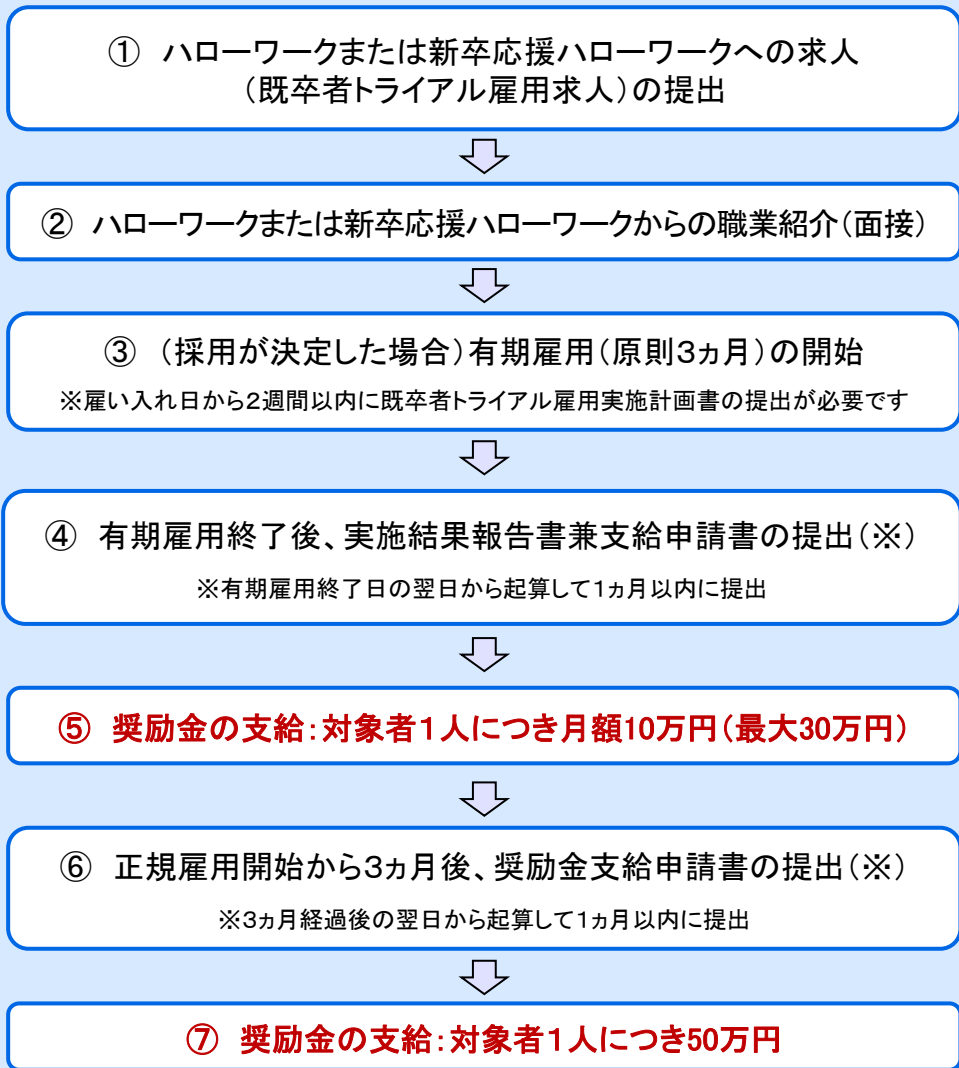 ① ハローワークまたは新卒応援ハローワークへの求人
（既卒者トライアル雇用求人）の提出
② ハローワークまたは新卒応援ハローワークからの職業紹介（面接）
③ （採用が決定した場合）有期雇用（原則３ヵ月）の開始
※雇い入れ日から２週間以内に既卒者トライアル雇用実施計画書の提出が必要です
④ 有期雇用終了後、実施結果報告書兼支給申請書の提出（※）
※有期雇用終了日の翌日から起算して１ヵ月以内に提出
⑤ 奨励金の支給：対象者１人につき月額10万円（最大30万円）
⑥ 正規雇用開始から３ヵ月後、奨励金支給申請書の提出（※）
※３ヵ月経過後の翌日から起算して１ヵ月以内に提出
⑦ 奨励金の支給：対象者１人につき50万円